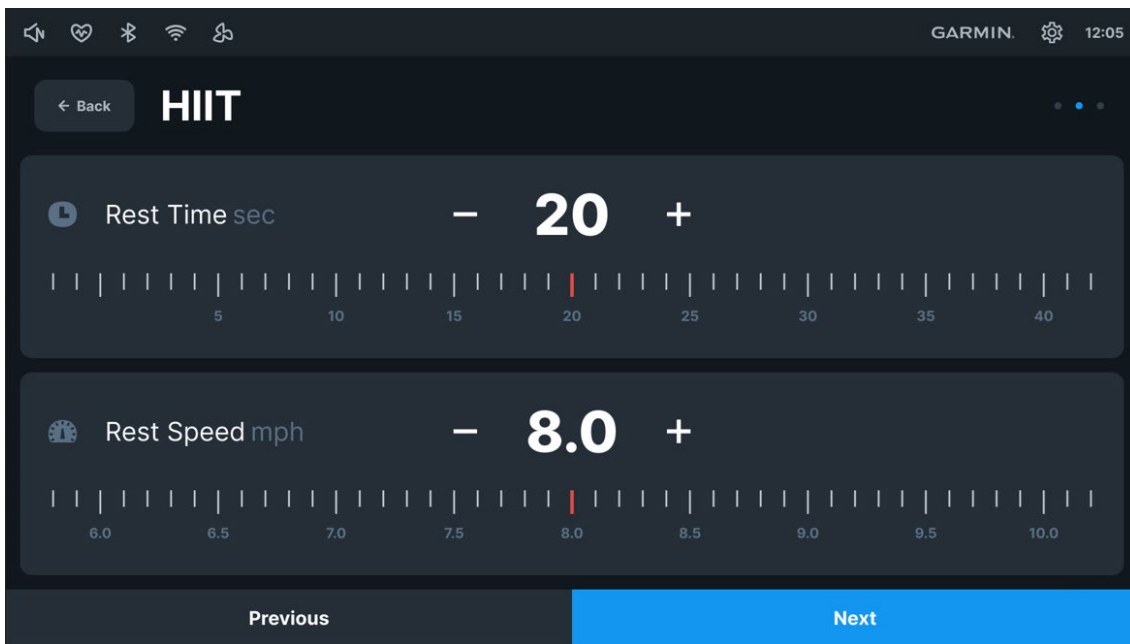 GARMIN. 12:05
← Back HIIT
Rest Time sec − 20 +
5 10 15 20 25 30 35 40
Rest Speed mph − 8.0 +
6.0 6.5 7.0 7.5 8.0 8.5 9.0 9.5 10.0
Previous Next